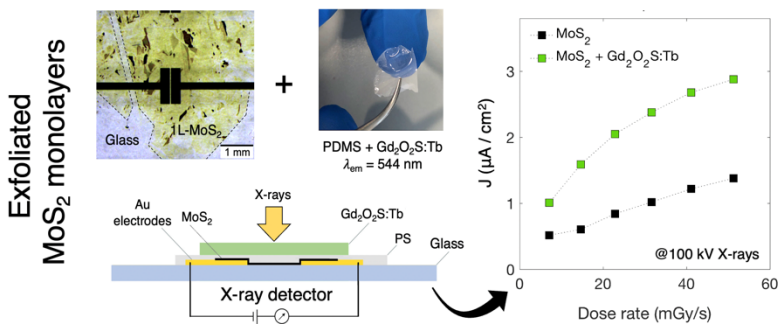 Exfoliated
MoS₂ monolayers
Glass
1L-MoS₂
1 mm
+
PDMS + Gd₂O₂S:Tb
λem = 544 nm
X-rays
Au
electrodes
MoS₂
Gd₂O₂S:Tb
PS
Glass
X-ray detector
MoS₂
MoS₂ + Gd₂O₂S:Tb
J (µA / cm²)
3
2
1
0
0
20
40
60
@100 kV X-rays
Dose rate (mGy/s)